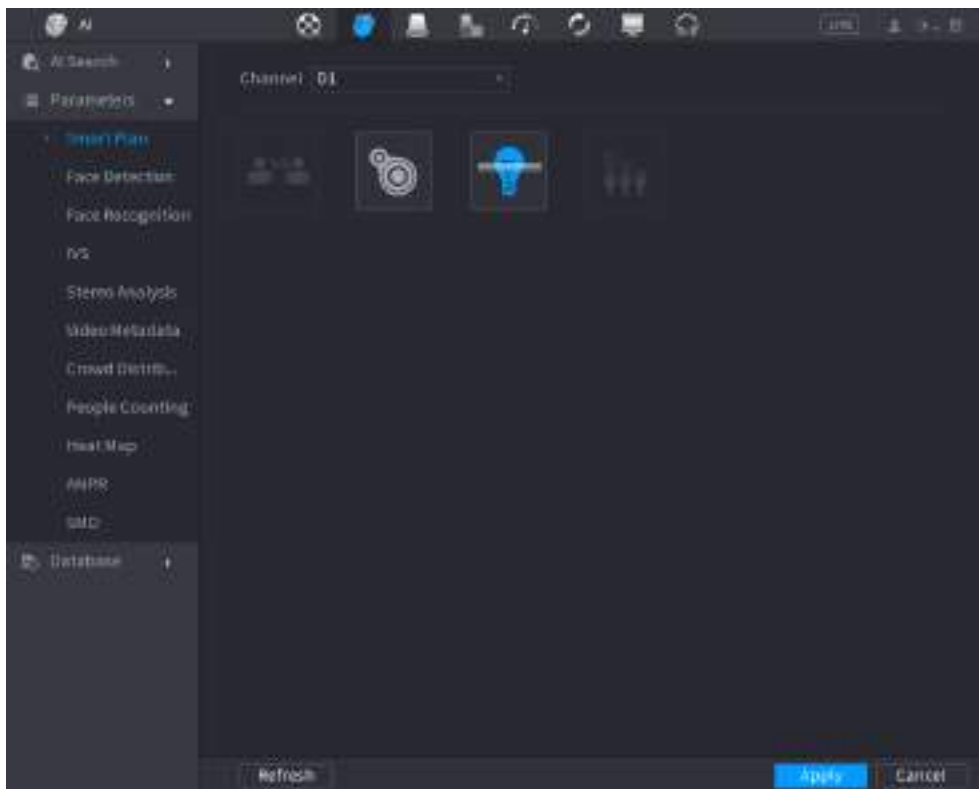 AI
LIVE
AI Search
Channel D1
Parameters
Smart Plan
Face Detection
Face Recognition
IVS
Stereo Analysis
Video Metadata
Crowd Distrib...
People Counting
Heat Map
ANPR
SMD
Database
Refresh
Apply
Cancel